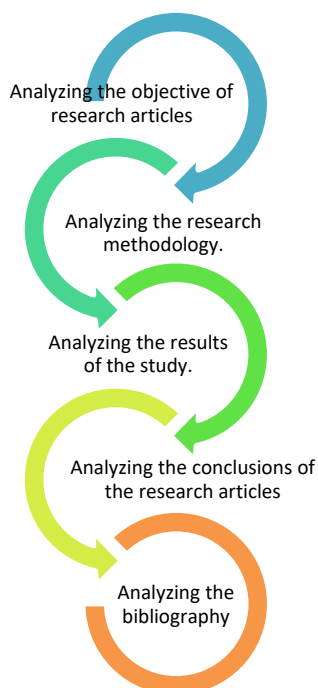 Analyzing the objective of
research articles
Analyzing the research
methodology.
Analyzing the results
of the study.
Analyzing the conclusions of
the research articles
Analyzing the
bibliography